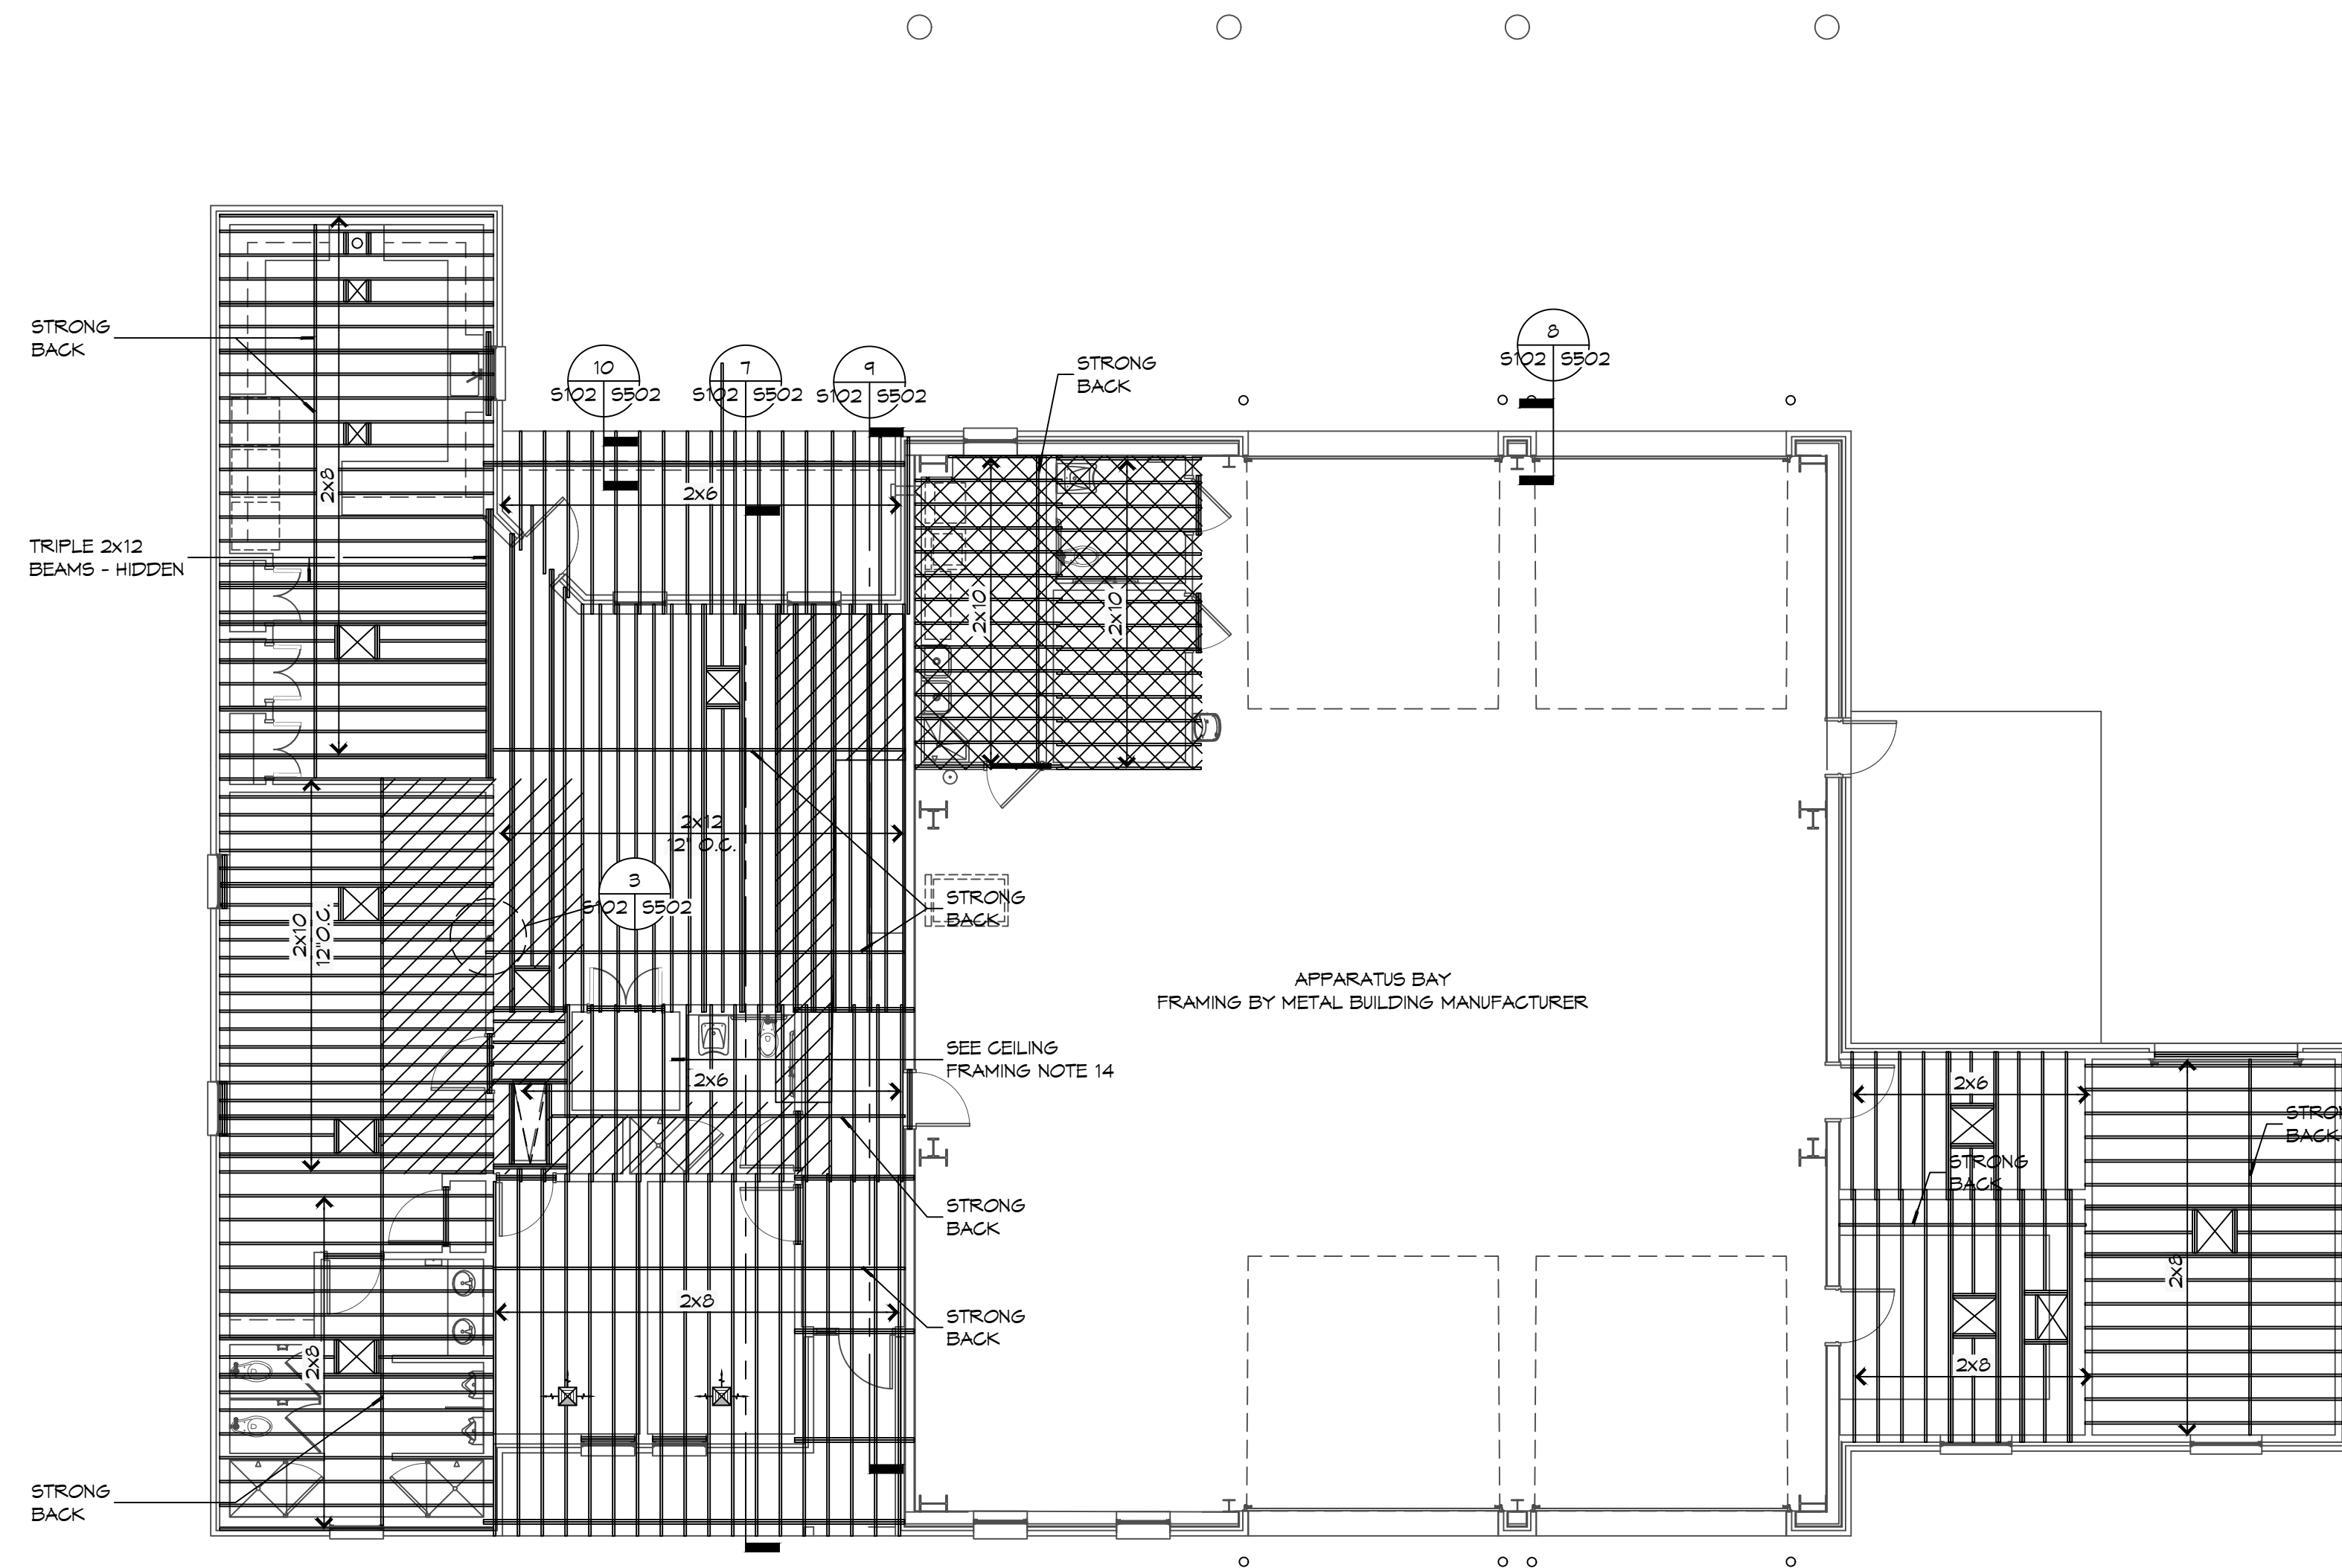 8
S102 S502
10
S102 S502
7
S102 S502
9
S102 S502
STRONG
BACK
STRONG
BACK
2x8
2x6
TRIPLE 2x12
BEAMS - HIDDEN
2x10
2x10
2x12
12" O.C.
3
S102 S502
STRONG
BACK
2x10
12"O.C.
APPARATUS BAY
FRAMING BY METAL BUILDING MANUFACTURER
SEE CEILING
FRAMING NOTE 14
2x6
2x6
STRONG
BACK
STRONG
BACK
STRONG
BACK
2x8
2x8
STRONG
BACK
2x8
2x8
STRONG
BACK